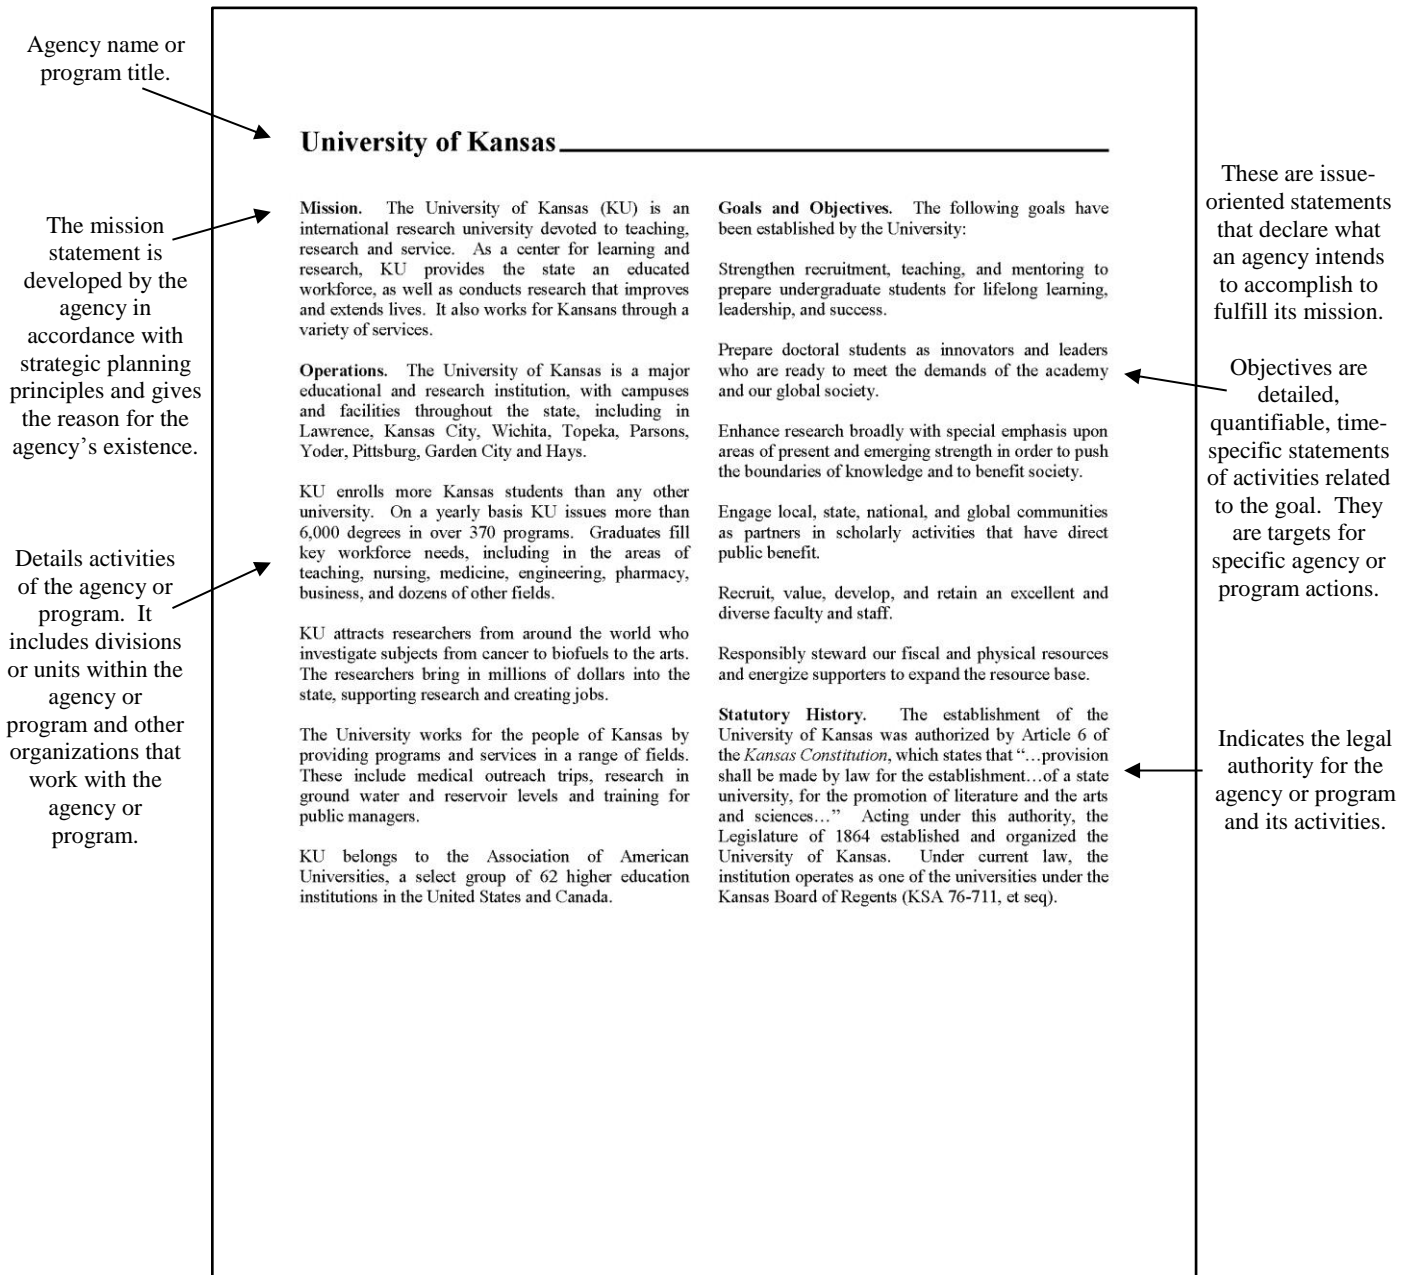 Agency name or
program title.
The mission
statement is
developed by the
agency in
accordance with
strategic planning
principles and gives
the reason for the
agency’s existence.
Details activities
of the agency or
program. It
includes divisions
or units within the
agency or
program and other
organizations that
work with the
agency or
program.
University of Kansas
Mission. The University of Kansas (KU) is an
international research university devoted to teaching,
research and service. As a center for learning and
research, KU provides the state an educated
workforce, as well as conducts research that improves
and extends lives. It also works for Kansans through a
variety of services.
Operations. The University of Kansas is a major
educational and research institution, with campuses
and facilities throughout the state, including in
Lawrence, Kansas City, Wichita, Topeka, Parsons,
Yoder, Pittsburg, Garden City and Hays.
KU enrolls more Kansas students than any other
university. On a yearly basis KU issues more than
6,000 degrees in over 370 programs. Graduates fill
key workforce needs, including in the areas of
teaching, nursing, medicine, engineering, pharmacy,
business, and dozens of other fields.
KU attracts researchers from around the world who
investigate subjects from cancer to biofuels to the arts.
The researchers bring in millions of dollars into the
state, supporting research and creating jobs.
The University works for the people of Kansas by
providing programs and services in a range of fields.
These include medical outreach trips, research in
ground water and reservoir levels and training for
public managers.
KU belongs to the Association of American
Universities, a select group of 62 higher education
institutions in the United States and Canada.
Goals and Objectives. The following goals have
been established by the University:
Strengthen recruitment, teaching, and mentoring to
prepare undergraduate students for lifelong learning,
leadership, and success.
Prepare doctoral students as innovators and leaders
who are ready to meet the demands of the academy
and our global society.
Enhance research broadly with special emphasis upon
areas of present and emerging strength in order to push
the boundaries of knowledge and to benefit society.
Engage local, state, national, and global communities
as partners in scholarly activities that have direct
public benefit.
Recruit, value, develop, and retain an excellent and
diverse faculty and staff.
Responsibly steward our fiscal and physical resources
and energize supporters to expand the resource base.
Statutory History. The establishment of the
University of Kansas was authorized by Article 6 of
the Kansas Constitution, which states that “…provision
shall be made by law for the establishment…of a state
university, for the promotion of literature and the arts
and sciences…” Acting under this authority, the
Legislature of 1864 established and organized the
University of Kansas. Under current law, the
institution operates as one of the universities under the
Kansas Board of Regents (KSA 76-711, et seq).
These are issue-
oriented statements
that declare what
an agency intends
to accomplish to
fulfill its mission.
Objectives are
detailed,
quantifiable, time-
specific statements
of activities related
to the goal. They
are targets for
specific agency or
program actions.
Indicates the legal
authority for the
agency or program
and its activities.